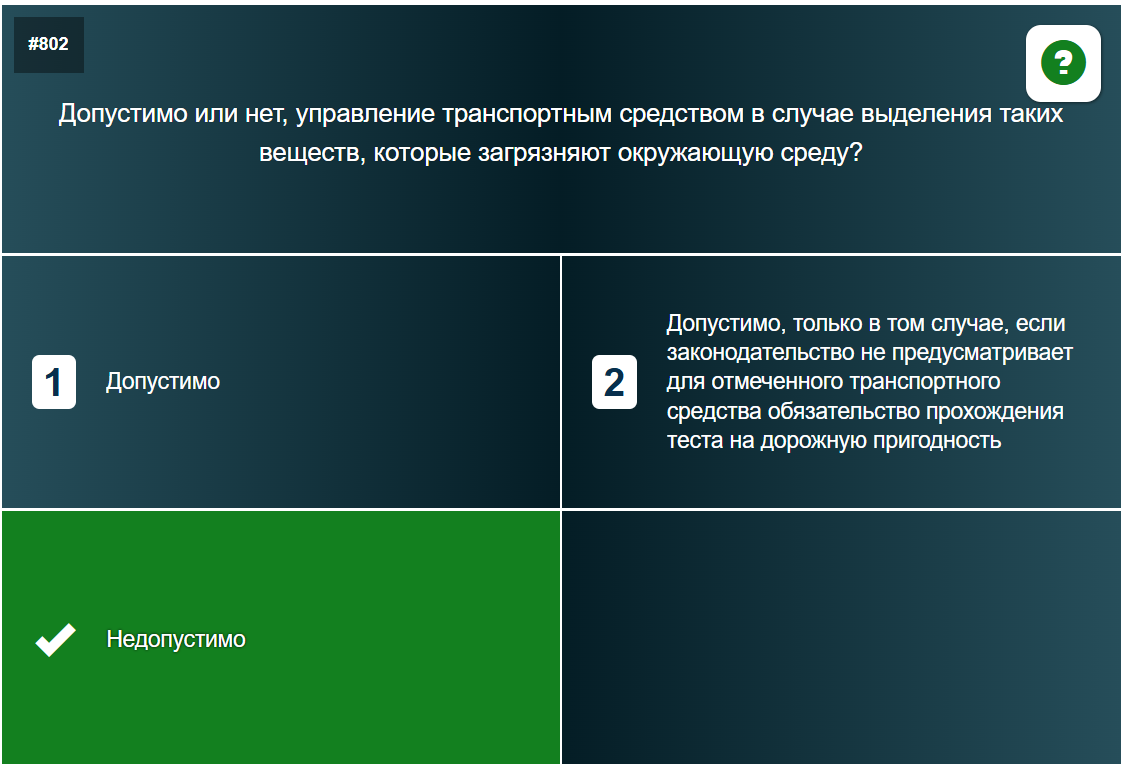 #802
?
Допустимо или нет, управление транспортным средством в случае выделения таких
веществ, которые загрязняют окружающую среду?
1
Допустимо
2
Допустимо, только в том случае, если
законодательство не предусматривает
для отмеченного транспортного
средства обязательство прохождения
теста на дорожную пригодность
Недопустимо